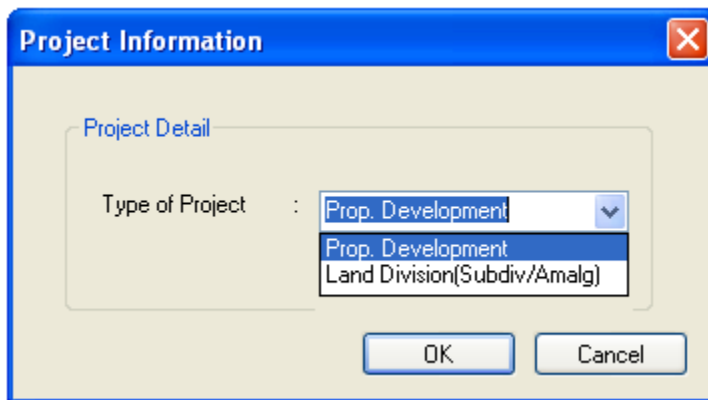 Project Information
Project Detail
Type of Project : Prop. Development
Prop. Development
Land Division(Subdiv/Amalg)
OK Cancel